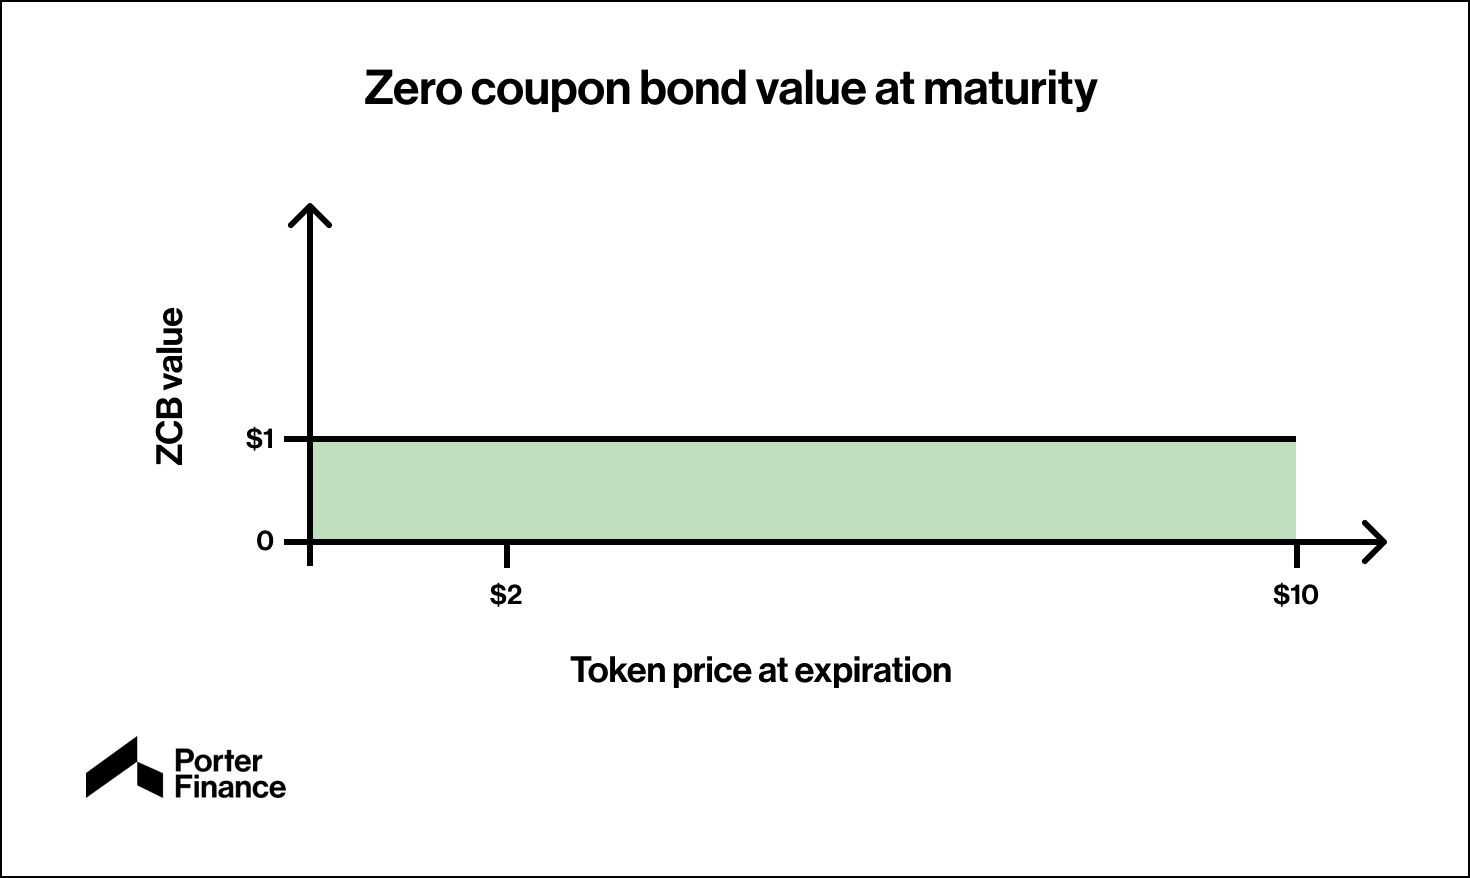 Zero coupon bond value at maturity
ZCB value
$1
0
$2
$10
Token price at expiration
Porter
Finance